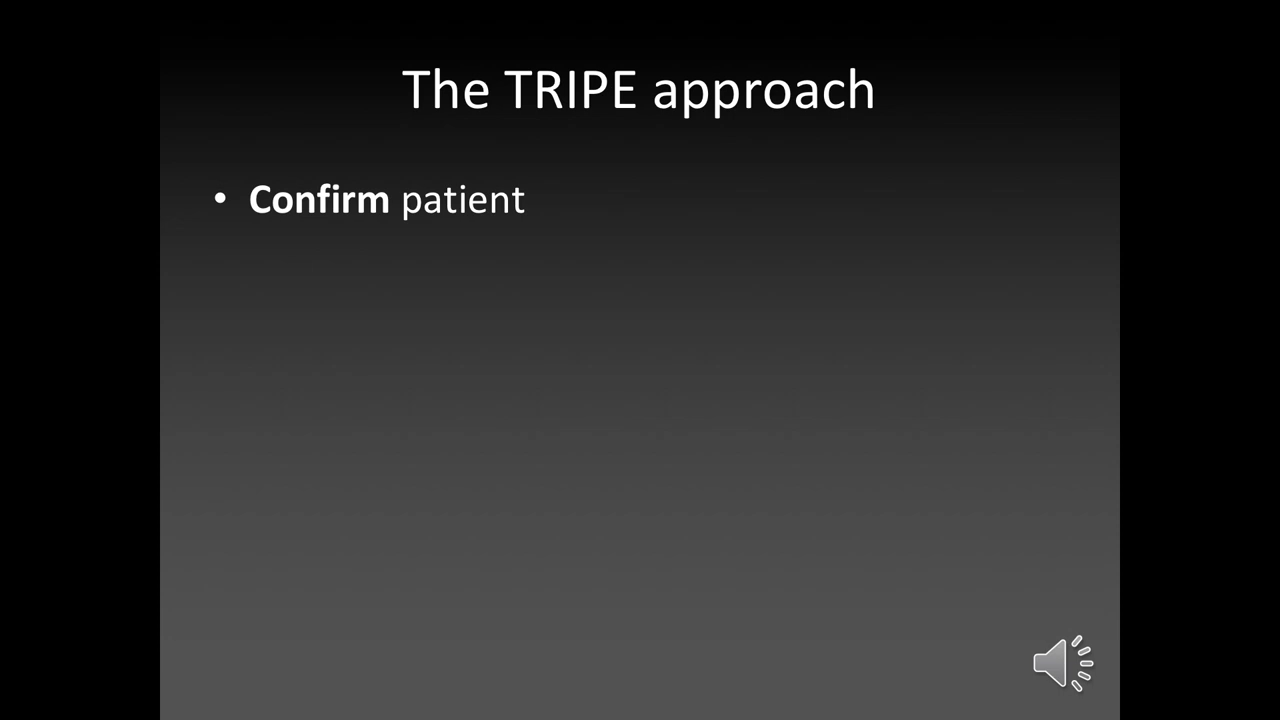 The TRIPE approach
• Confirm patient